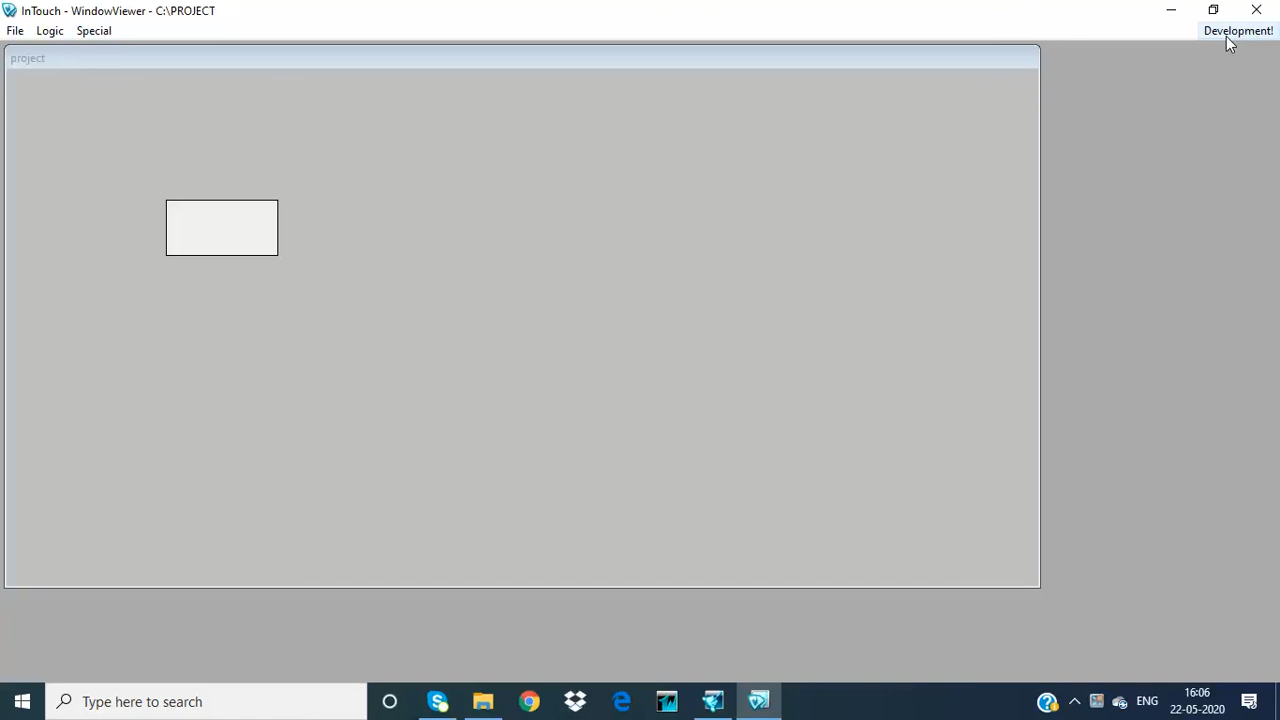 InTouch - WindowViewer - C:\PROJECT
File Logic Special Development!
project
Type here to search
ENG
16:06
22-05-2020